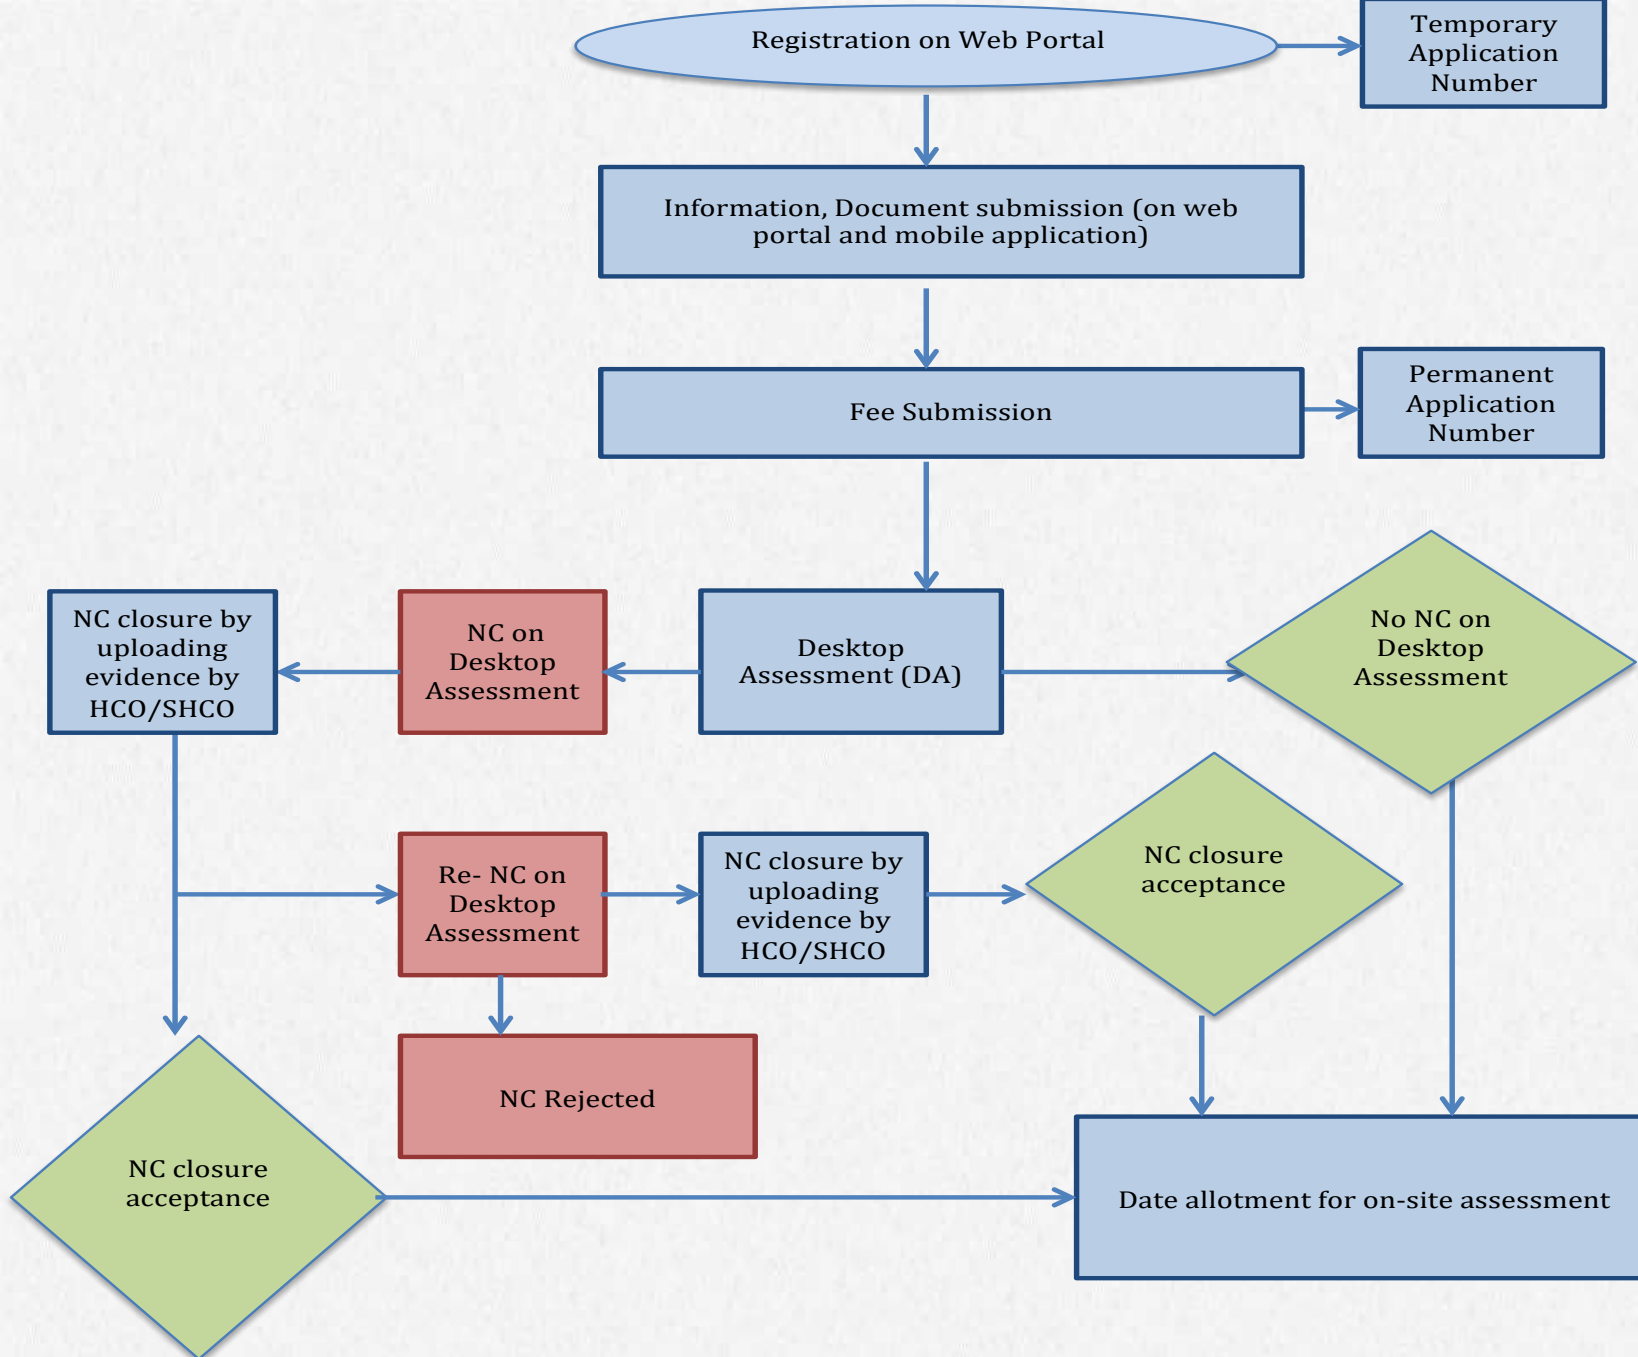 Registration on Web Portal
Temporary
Application
Number
Information, Document submission (on web
portal and mobile application)
Fee Submission
Permanent
Application
Number
NC closure by
uploading
evidence by
HCO/SHCO
NC on
Desktop
Assessment
Desktop
Assessment (DA)
No NC on
Desktop
Assessment
Re- NC on
Desktop
Assessment
NC closure by
uploading
evidence by
HCO/SHCO
NC closure
acceptance
NC Rejected
NC closure
acceptance
Date allotment for on-site assessment